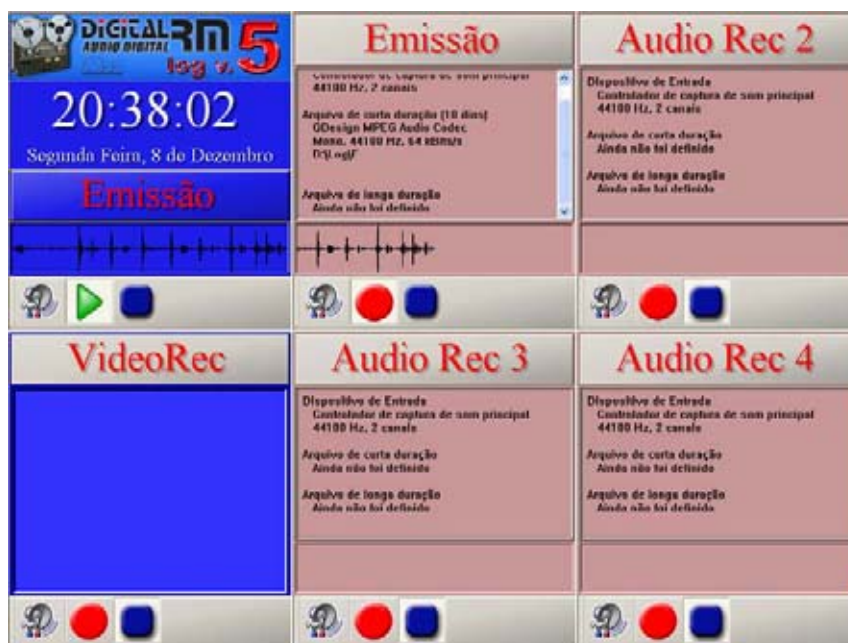 DiGiTAL RM 5
AUDIO DIGITAL
log v.
20:38:02
Segunda Feira, 8 de Dezembro
Emissão
Emissão
Controlador de captura de som principal
44100 Hz, 2 canais
Arquivo de curta duração (10 dias)
QDesign MPEG Audio Codec
Mono, 44100 Hz, 64 kBits/s
Arquivo de longa duração
Ainda não foi definido
Audio Rec 2
Dispositivo de Entrada
Controlador de captura de som principal
44100 Hz, 2 canais
Arquivo de curta duração
Ainda não foi definido
Arquivo de longa duração
Ainda não foi definido
VideoRec
Audio Rec 3
Dispositivo de Entrada
Controlador de captura de som principal
44100 Hz, 2 canais
Arquivo de curta duração
Ainda não foi definido
Arquivo de longa duração
Ainda não foi definido
Audio Rec 4
Dispositivo de Entrada
Controlador de captura de som principal
44100 Hz, 2 canais
Arquivo de curta duração
Ainda não foi definido
Arquivo de longa duração
Ainda não foi definido